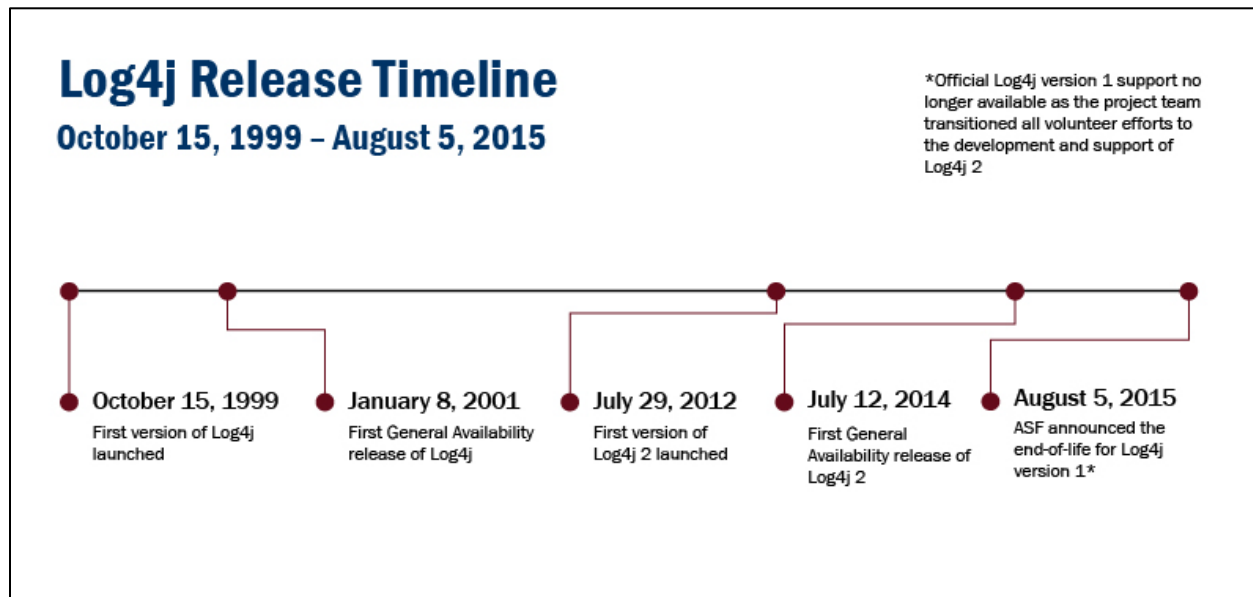 Log4j Release Timeline
October 15, 1999 – August 5, 2015
*Official Log4j version 1 support no
longer available as the project team
transitioned all volunteer efforts to
the development and support of
Log4j 2
October 15, 1999
First version of Log4j
launched
January 8, 2001
First General Availability
release of Log4j
July 29, 2012
First version of
Log4j 2 launched
July 12, 2014
First General
Availability release of
Log4j 2
August 5, 2015
ASF announced the
end-of-life for Log4j
version 1*